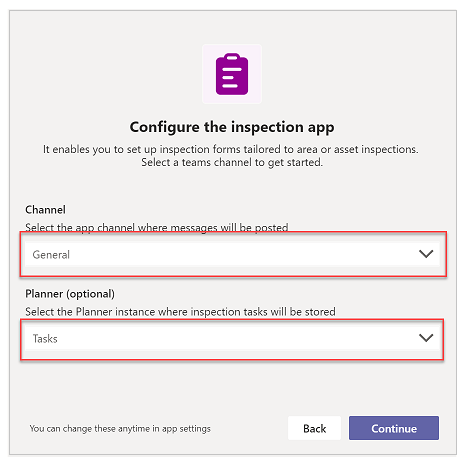 Configure the inspection app
It enables you to set up inspection forms tailored to area or asset inspections.
Select a teams channel to get started.
Channel
Select the app channel where messages will be posted
General
Planner (optional)
Select the Planner instance where inspection tasks will be stored
Tasks
You can change these anytime in app settings
Back
Continue